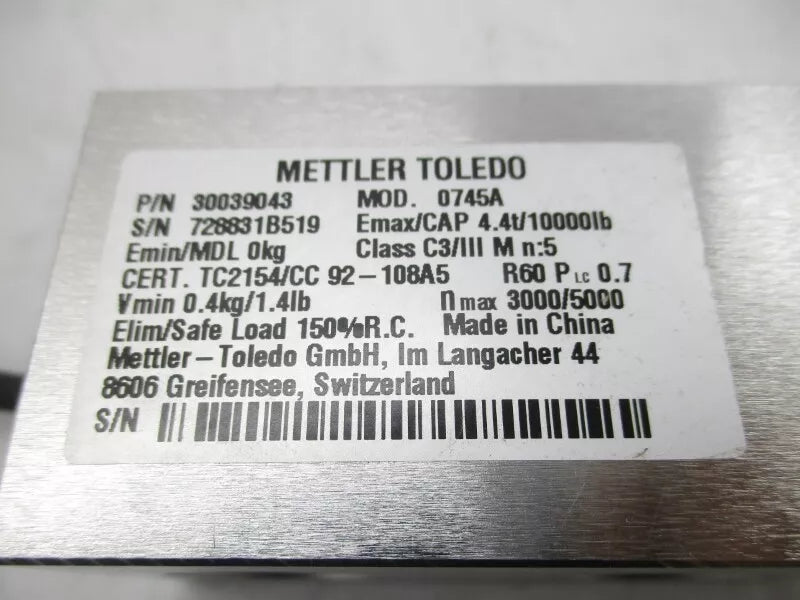 METTLER TOLEDO
P/N 30039043 MOD. 0745A
S/N 728831B519 Emax/CAP 4.4t/10000lb
Emin/MDL 0kg Class C3/III M n:5
CERT. TC2154/CC 92-108A5 R60 P LC 0.7
Vmin 0.4kg/1.4lb nmax 3000/5000
Elim/Safe Load 150%R.C. Made in China
Mettler-Toledo GmbH, Im Langacher 44
8606 Greifensee, Switzerland
S/N